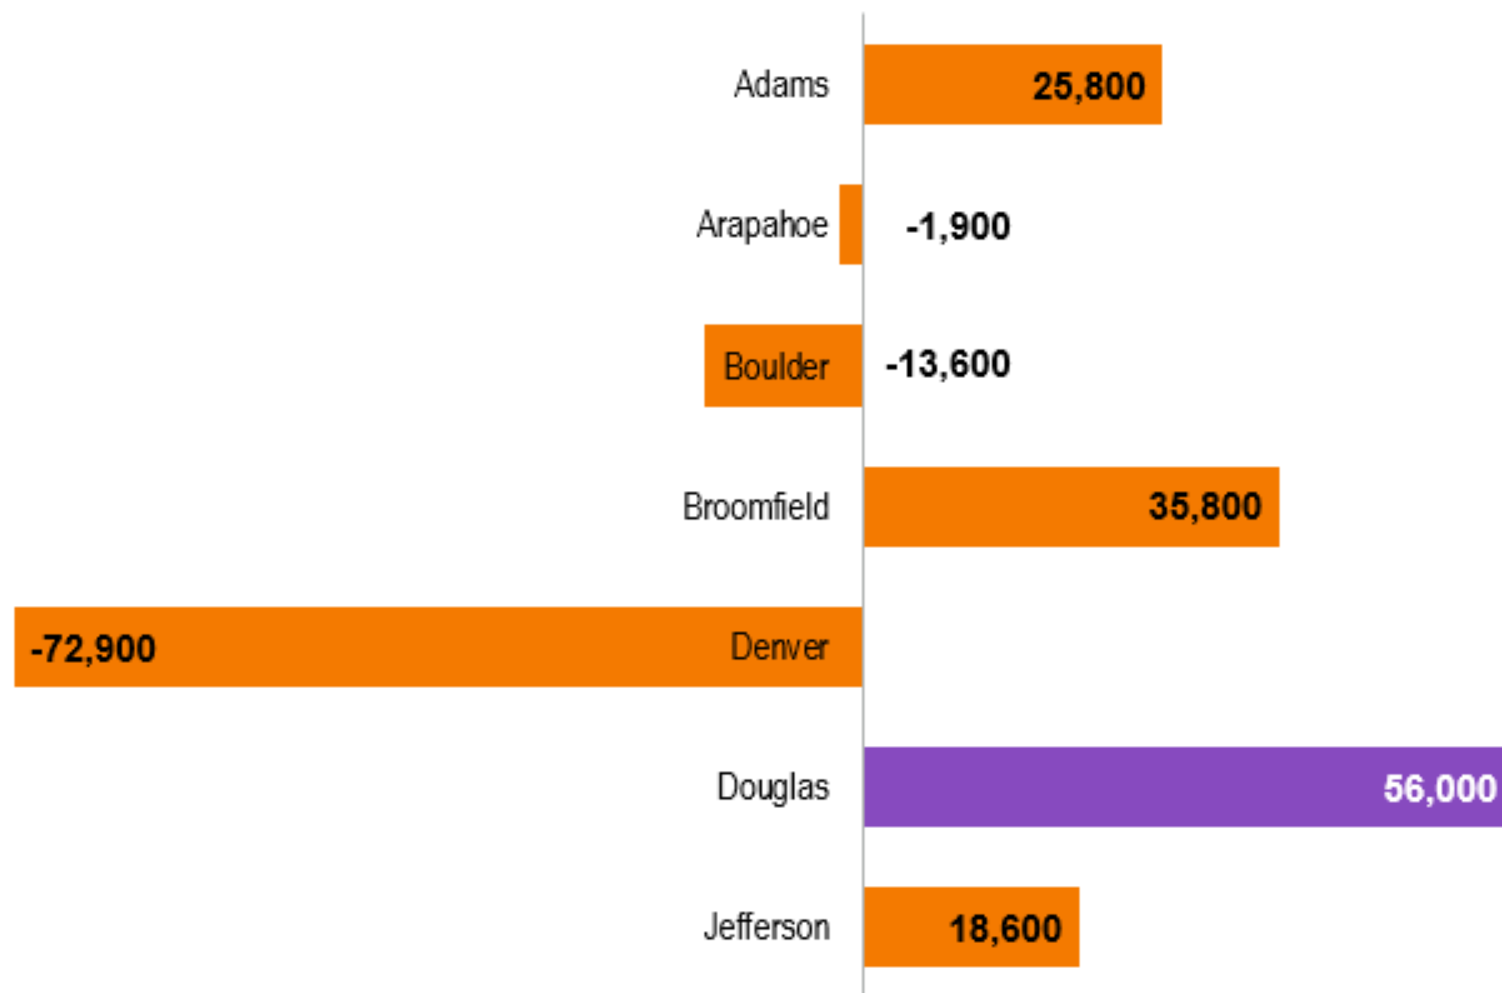 Adams 25,800
Arapahoe -1,900
Boulder -13,600
Broomfield 35,800
-72,900 Denver
Douglas 56,000
Jefferson 18,600